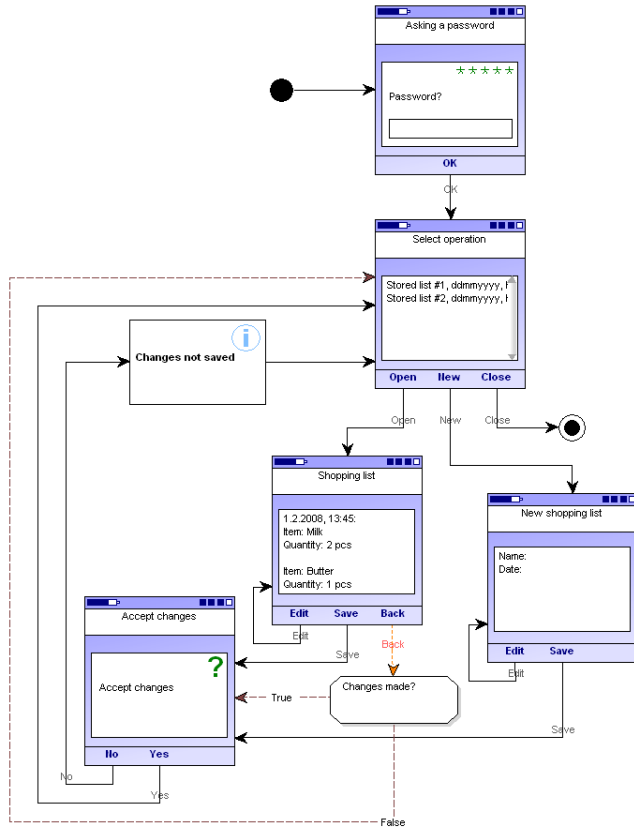 Asking a password
*****
Password?
OK
OK
Select operation
Stored list #1, ddmmyyyy, h
Stored list #2, ddmmyyyy, h
Open New Close
i
Changes not saved
Open New Close
Shopping list
1.2.2008, 13:45:
Item: Milk
Quantity: 2 pcs
Item: Butter
Quantity: 1 pcs
Edit Save Back
Edit
Save
Back
New shopping list
Name:
Date:
Edit Save
Edit
Save
Accept changes
?
Accept changes
No Yes
No
Yes
Changes made?
True
False